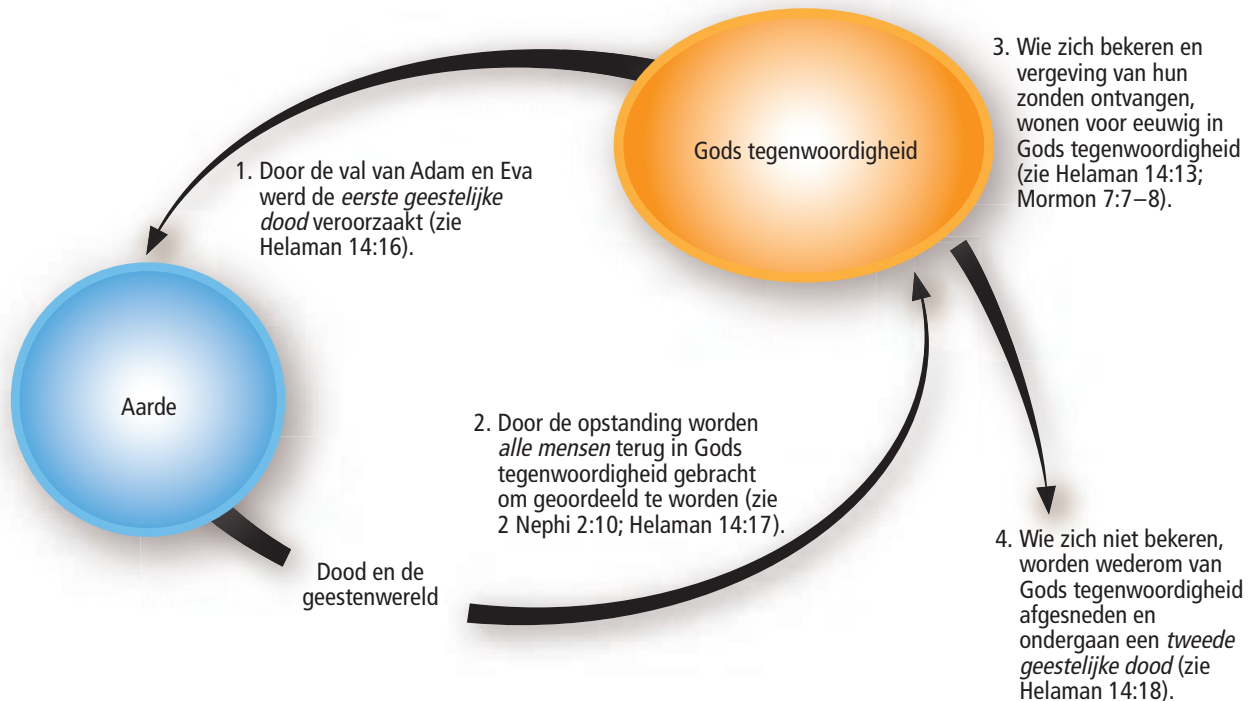 Gods tegenwoordigheid
Aarde
1. Door de val van Adam en Eva
werd de eerste geestelijke
dood veroorzaakt (zie
Helaman 14:16).
Dood en de
geestenwereld
2. Door de opstanding worden
alle mensen terug in Gods
tegenwoordigheid gebracht
om geoordeeld te worden (zie
2 Nephi 2:10; Helaman 14:17).
3. Wie zich bekeren en
vergeving van hun
zonden ontvangen,
wonen voor eeuwig in
Gods tegenwoordigheid
(zie Helaman 14:13;
Mormon 7:7–8).
4. Wie zich niet bekeren,
worden wederom van
Gods tegenwoordigheid
afgesneden en
ondergaan een tweede
geestelijke dood (zie
Helaman 14:18).